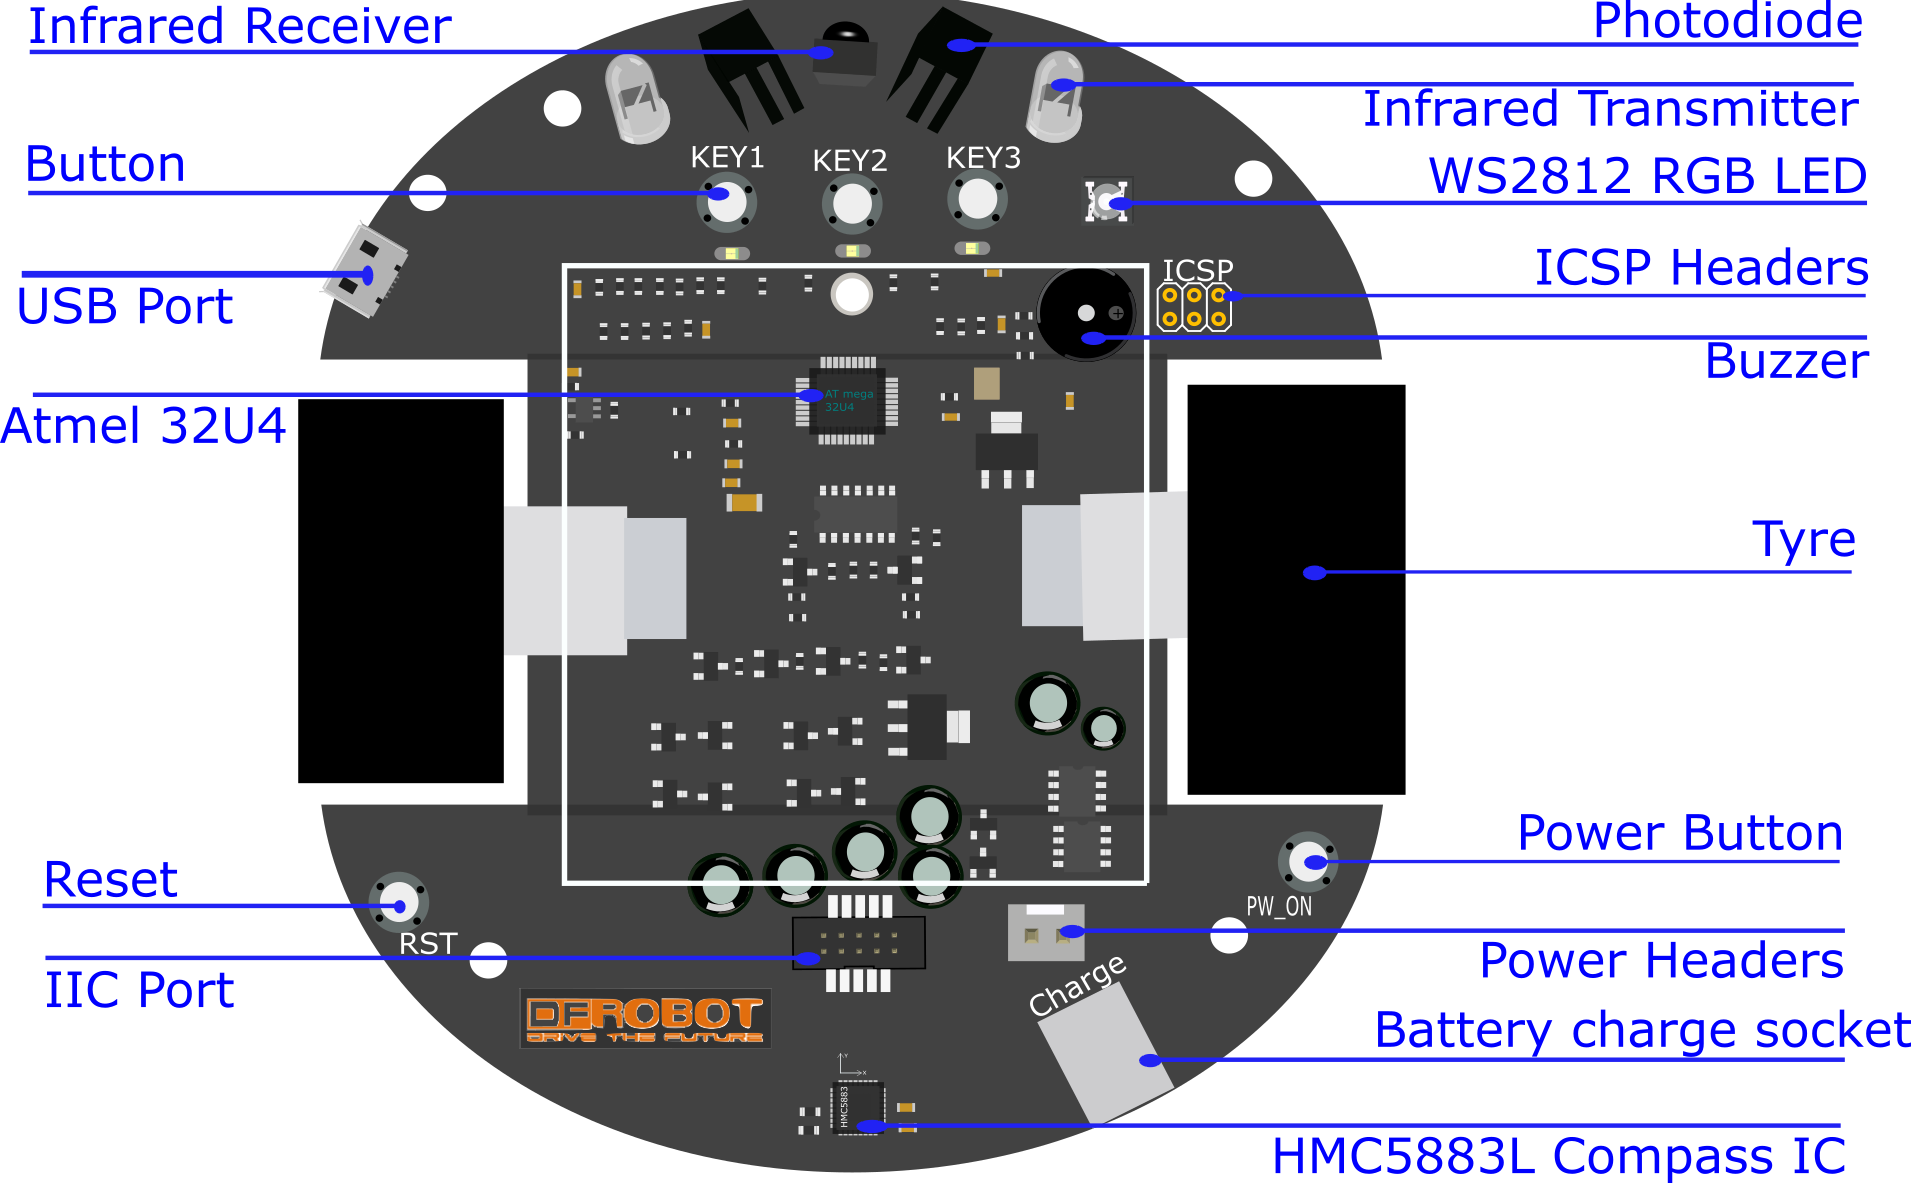 Infrared Receiver
Photodiode
Infrared Transmitter
Button
KEY1
KEY2
KEY3
WS2812 RGB LED
USB Port
ICSP
ICSP Headers
Buzzer
Atmel 32U4
AT mega
32U4
Tyre
Power Button
Reset
PW_ON
RST
IIC Port
Power Headers
Charge
DFROBOT
DRIVE THE FUTURE
Battery charge socket
Y
X
HMC5883
HMC5883L Compass IC